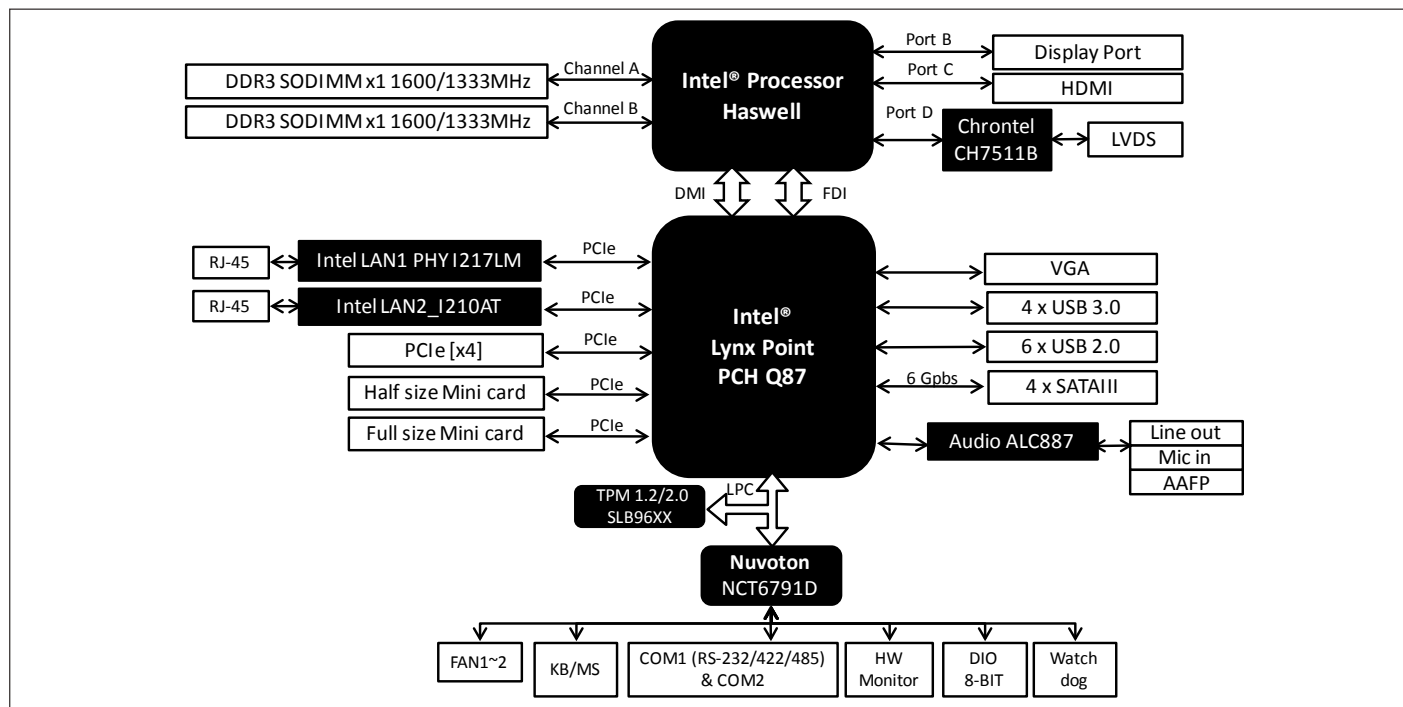 Port B
Display Port
DDR3 SODIMM x1 1600/1333MHz
Channel A
Intel® Processor
Haswell
Port C
HDMI
DDR3 SODIMM x1 1600/1333MHz
Channel B
Port D
Chrontel
CH7511B
LVDS
DMI
FDI
RJ-45
Intel LAN1 PHY I217LM
PCIe
VGA
RJ-45
Intel LAN2_I210AT
PCIe
4 x USB 3.0
Intel®
Lynx Point
PCH Q87
PCIe [x4]
PCIe
6 x USB 2.0
Half size Mini card
PCIe
6 Gpbs
4 x SATAIII
Full size Mini card
PCIe
Audio ALC887
Line out
Mic in
AAFP
TPM 1.2/2.0
SLB96XX
LPC
Nuvoton
NCT6791D
FAN1~2
KB/MS
COM1 (RS-232/422/485)
& COM2
HW
Monitor
DIO
8-BIT
Watch
dog